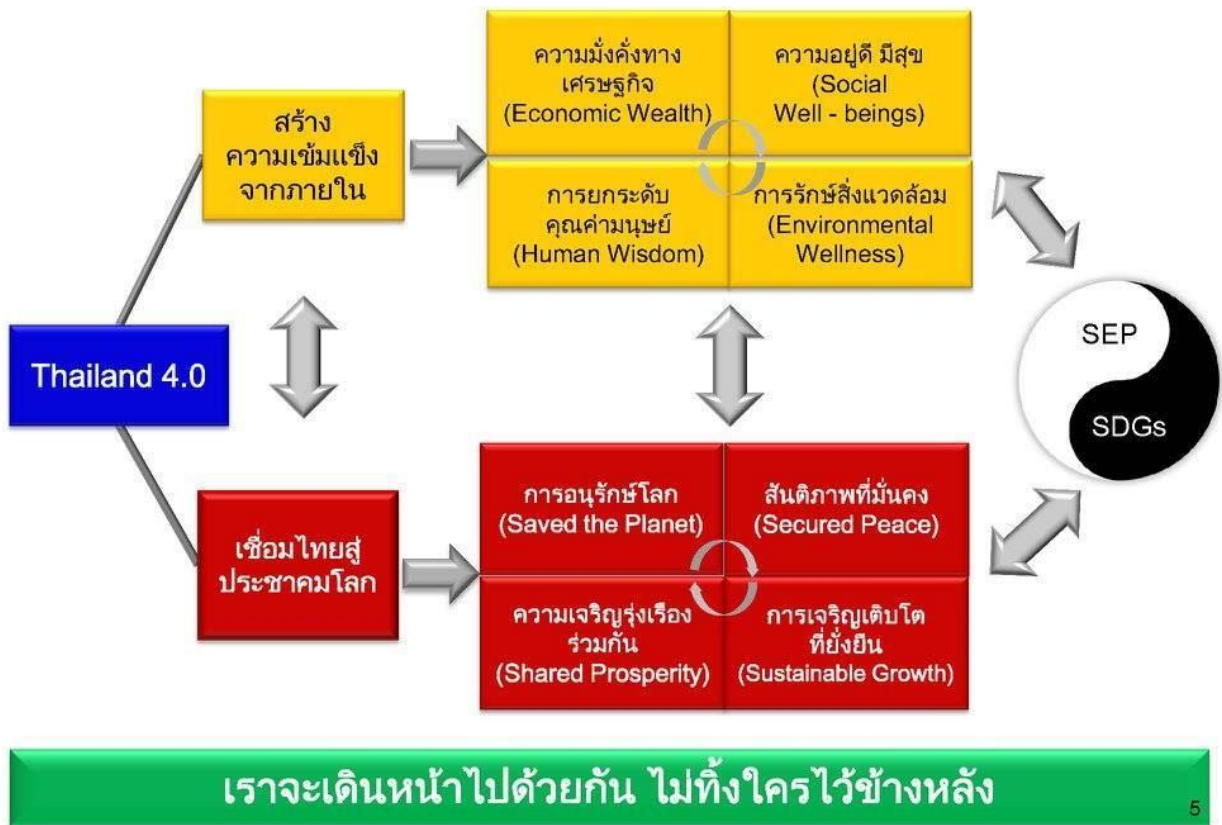 ความมั่งคั่งทาง
เศรษฐกิจ
(Economic Wealth)
ความอยู่ดี มีสุข
(Social
Well - beings)
สร้าง
ความเข้มแข็ง
จากภายใน
การยกระดับ
คุณค่ามนุษย์
(Human Wisdom)
การรักษ์สิ่งแวดล้อม
(Environmental
Wellness)
Thailand 4.0
SEP
SDGs
เชื่อมไทยสู่
ประชาคมโลก
การอนุรักษ์โลก
(Saved the Planet)
สันติภาพที่มั่นคง
(Secured Peace)
ความเจริญรุ่งเรือง
ร่วมกัน
(Shared Prosperity)
การเจริญเติบโต
ที่ยั่งยืน
(Sustainable Growth)
เราจะเดินหน้าไปด้วยกัน ไม่ทิ้งใครไว้ข้างหลัง
5